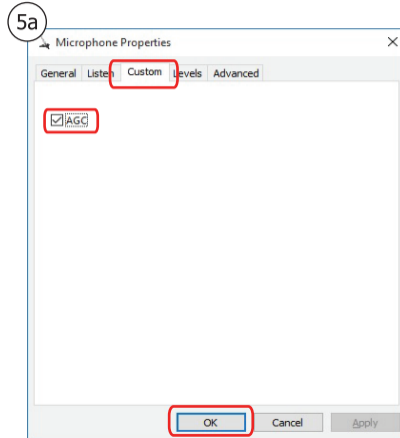 5a
Microphone Properties
General Listen Custom Levels Advanced
AGC
OK Cancel Apply